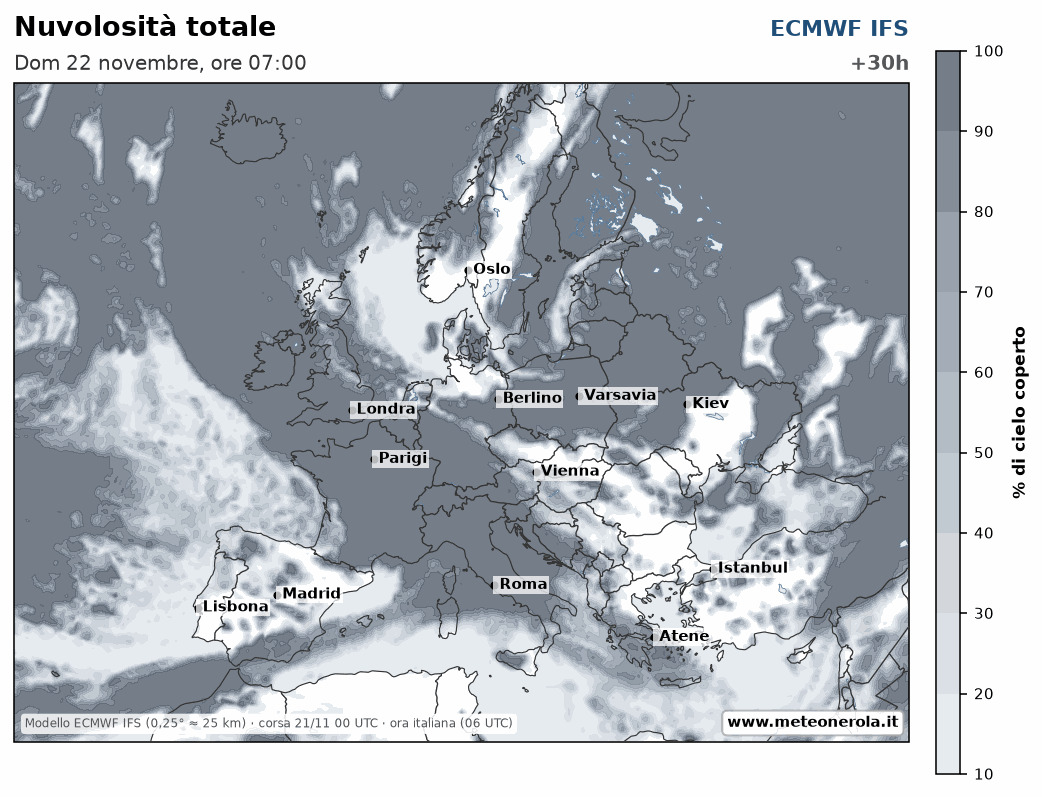 Nuvolosità totale
ECMWF IFS
Dom 22 novembre, ore 07:00
+30h
100
90
80
70
60
50
40
30
20
10
% di cielo coperto
Oslo
Londra
Berlino
Varsavia
Kiev
Parigi
Vienna
Istanbul
Roma
Madrid
Lisbona
Atene
Modello ECMWF IFS (0,25° ≈ 25 km) · corsa 21/11 00 UTC · ora italiana (06 UTC)
www.meteonerola.it